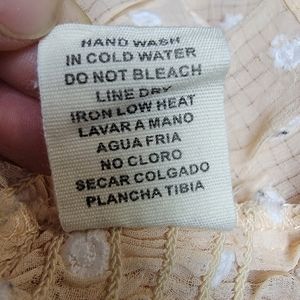 HAND WASH
IN COLD WATER
DO NOT BLEACH
LINE DRY
IRON LOW HEAT
LAVAR A MANO
AGUA FRIA
NO CLORO
SECAR COLGADO
PLANCHA TIBIA